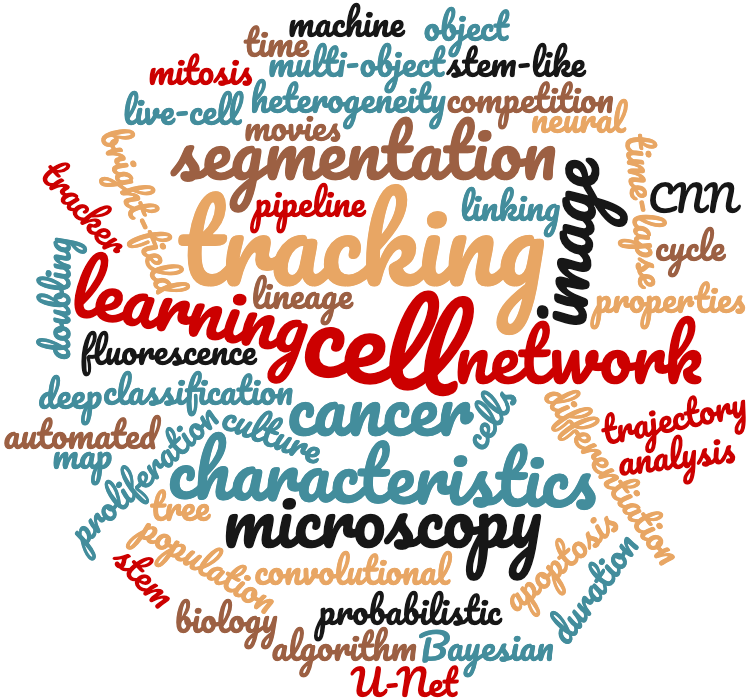 machine
object
time
multi-object
stem-like
mitosis
live-cell
heterogeneity
competition
movies
neural
segmentation
bright-field
time-lapse
image
tracker
pipeline
linking
CNN
tracking
cycle
doubling
learning
lineage
properties
cell
network
fluorescence
deep
classification
cancer
cells
differentiation
trajectory
analysis
automated
map
proliferation
culture
characteristics
tree
microscopy
population
stem
convolutional
apoptosis
duration
biology
probabilistic
algorithm
Bayesian
U-Net